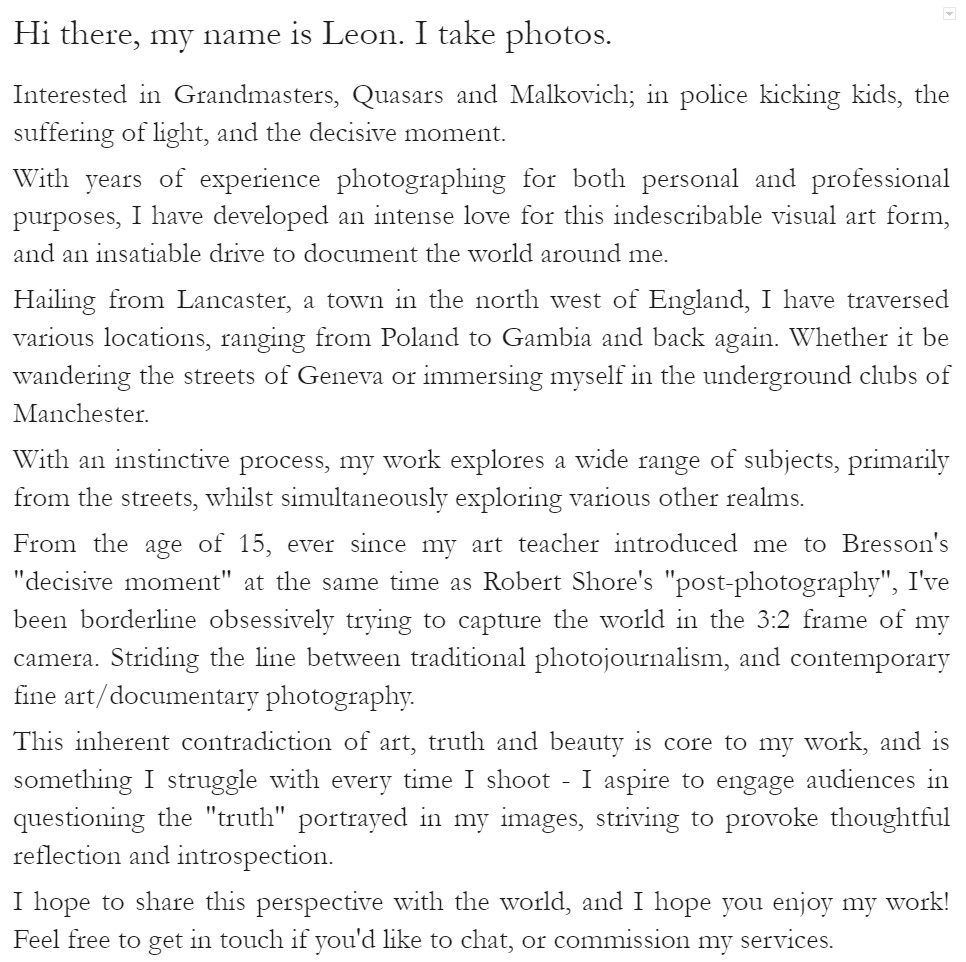 Hi there, my name is Leon. I take photos.
Interested in Grandmasters, Quasars and Malkovich; in police kicking kids, the
suffering of light, and the decisive moment.
With years of experience photographing for both personal and professional
purposes, I have developed an intense love for this indescribable visual art form,
and an insatiable drive to document the world around me.
Hailing from Lancaster, a town in the north west of England, I have traversed
various locations, ranging from Poland to Gambia and back again. Whether it be
wandering the streets of Geneva or immersing myself in the underground clubs of
Manchester.
With an instinctive process, my work explores a wide range of subjects, primarily
from the streets, whilst simultaneously exploring various other realms.
From the age of 15, ever since my art teacher introduced me to Bresson's
"decisive moment" at the same time as Robert Shore's "post-photography", I've
been borderline obsessively trying to capture the world in the 3:2 frame of my
camera. Striding the line between traditional photojournalism, and contemporary
fine art/documentary photography.
This inherent contradiction of art, truth and beauty is core to my work, and is
something I struggle with every time I shoot - I aspire to engage audiences in
questioning the "truth" portrayed in my images, striving to provoke thoughtful
reflection and introspection.
I hope to share this perspective with the world, and I hope you enjoy my work!
Feel free to get in touch if you'd like to chat, or commission my services.